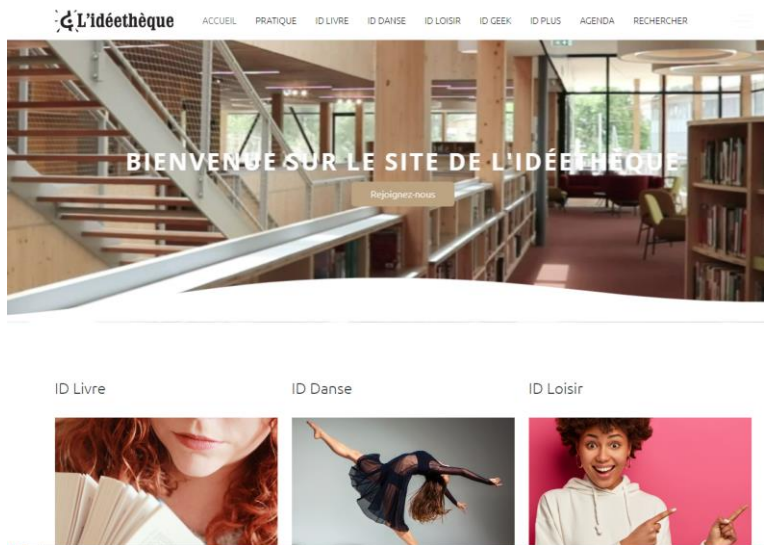 L'idéethèque
ACCUEIL PRATIQUE ID LIVRE ID DANSE ID LOISIR ID GEEK ID PLUS AGENDA RECHERCHER
BIENVENUE SUR LE SITE DE L'IDÉETHÈQUE
Rejoignez-nous
ID Livre ID Danse ID Loisir